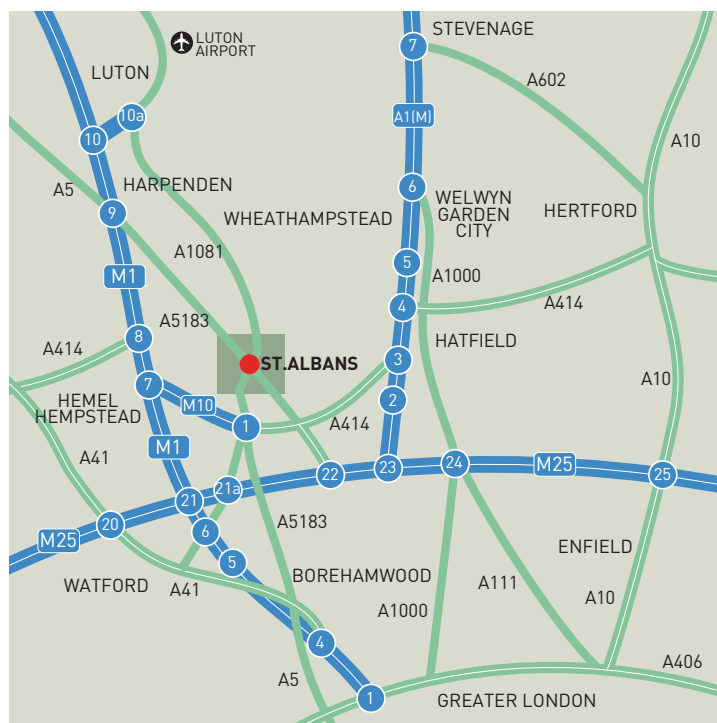 LUTON
AIRPORT
STEVENAGE
7
LUTON
A602
10a
A1(M)
10
A10
A5
HARPENDEN
6
WELWYN
GARDEN
CITY
9
WHEATHAMPSTEAD
HERTFORD
A1081
5
M1
A1000
4
A414
A5183
8
HATFIELD
A414
3
ST.ALBANS
7
A10
HEMEL
HEMPSTEAD
M10
2
1
A414
M1
A41
23
24
M25
22
25
21a
21
20
A5183
6
M25
ENFIELD
5
BOREHAMWOOD
WATFORD
A41
A111
A10
A1000
4
A406
A5
1
GREATER LONDON